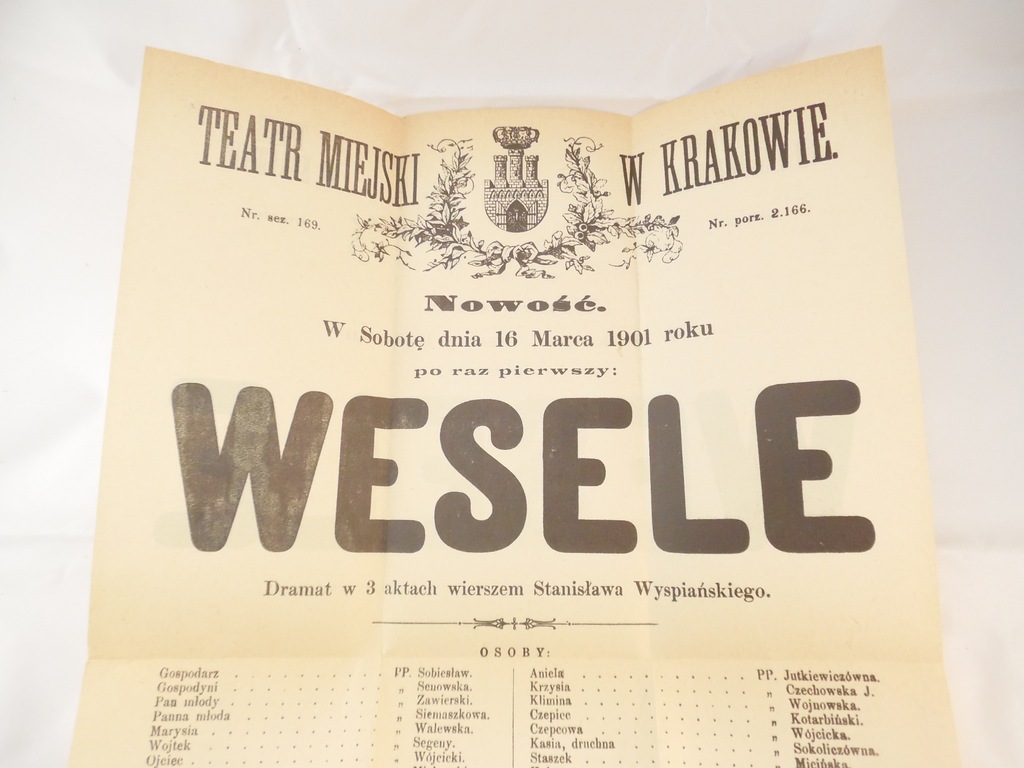 TEATR MIEJSKI W KRAKOWIE.
Nr. sez. 169. Nr. porz. 2.166.
Nowość.
W Sobotę dnia 16 Marca 1901 roku
po raz pierwszy:
WESELE
Dramat w 3 aktach wierszem Stanisława Wyspiańskiego.
OSOBY:
Gospodarz . . . . . . . . . . PP. Sobiesław.
Gospodyni . . . . . . . . . . „ Senowska.
Pan młody . . . . . . . . . . „ Zawierski.
Panna młoda . . . . . . . . . „ Siemaszkowa.
Marysia . . . . . . . . . . „ Walewska.
Wojtek . . . . . . . . . . „ Segeny.
Ojciec . . . . . . . . . . „ Wójcicki.
Aniela . . . . . . . . . . PP. Jutkiewiczówna.
Krzysia . . . . . . . . . . „ Czechowska J.
Klimina . . . . . . . . . . „ Wojnowska.
Czepiec . . . . . . . . . . „ Kotarbiński.
Czepcowa . . . . . . . . . . „ Wójcicka.
Kasia, druchna . . . . . . . . „ Sokoliczówna.
Staszek . . . . . . . . . . „ Micińska.